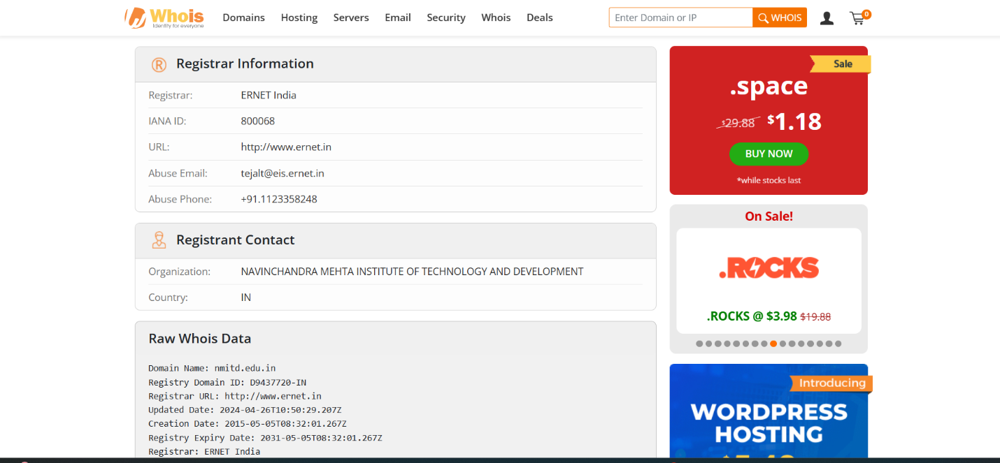 Whois
Identity for everyone
Domains Hosting Servers Email Security Whois Deals
Enter Domain or IP
WHOIS
0
Registrar Information
Registrar: ERNET India
IANA ID: 800068
URL: http://www.ernet.in
Abuse Email: tejalt@eis.ernet.in
Abuse Phone: +91.1123358248
Registrant Contact
Organization: NAVINCHANDRA MEHTA INSTITUTE OF TECHNOLOGY AND DEVELOPMENT
Country: IN
Raw Whois Data
Domain Name: nmitd.edu.in
Registry Domain ID: D9437720-IN
Registrar URL: http://www.ernet.in
Updated Date: 2024-04-26T10:50:29.207Z
Creation Date: 2015-05-05T08:32:01.267Z
Registry Expiry Date: 2031-05-05T08:32:01.267Z
Registrar: ERNET India
Sale
.space
$29.88 $1.18
BUY NOW
*while stocks last
On Sale!
.ROCKS
.ROCKS @ $3.98 $19.88
Introducing
WORDPRESS
HOSTING